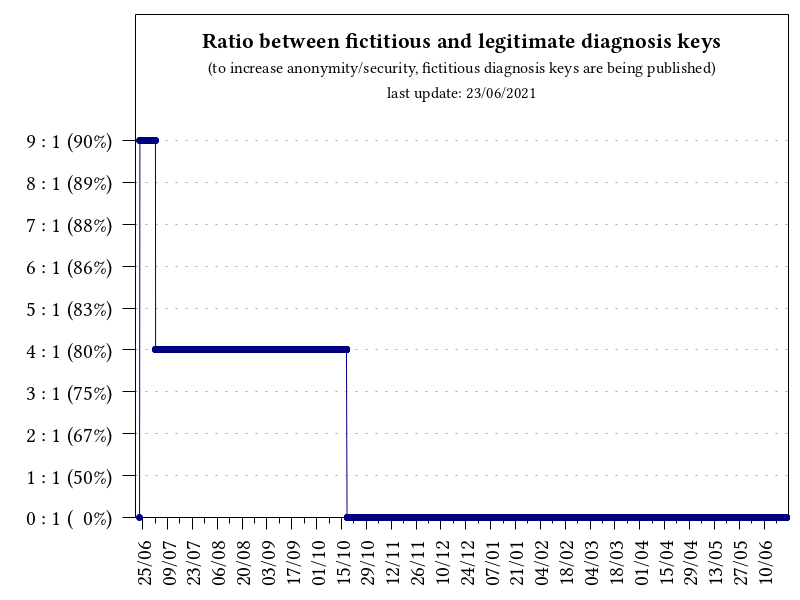 Ratio between fictitious and legitimate diagnosis keys
(to increase anonymity/security, fictitious diagnosis keys are being published)
last update: 23/06/2021
9 : 1 (90%)
8 : 1 (89%)
7 : 1 (88%)
6 : 1 (86%)
5 : 1 (83%)
4 : 1 (80%)
3 : 1 (75%)
2 : 1 (67%)
1 : 1 (50%)
0 : 1 ( 0%)
25/06
09/07
23/07
06/08
20/08
03/09
17/09
01/10
15/10
29/10
12/11
26/11
10/12
24/12
07/01
21/01
04/02
18/02
04/03
18/03
01/04
15/04
29/04
13/05
27/05
10/06